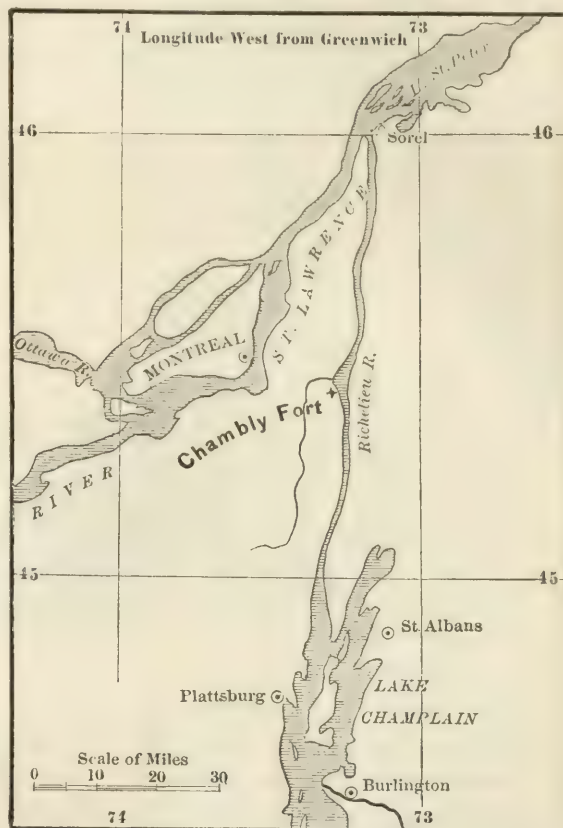 74 73
Longitude West from Greenwich
L. St. Peter
46 46
Sorel
ST. LAWRENCE
Ottawa R.
MONTREAL
Chambly Fort
Richelieu R.
RIVER
45 45
St. Albans
Plattsburg
LAKE
CHAMPLAIN
Scale of Miles
0 10 20 30
Burlington
74 73